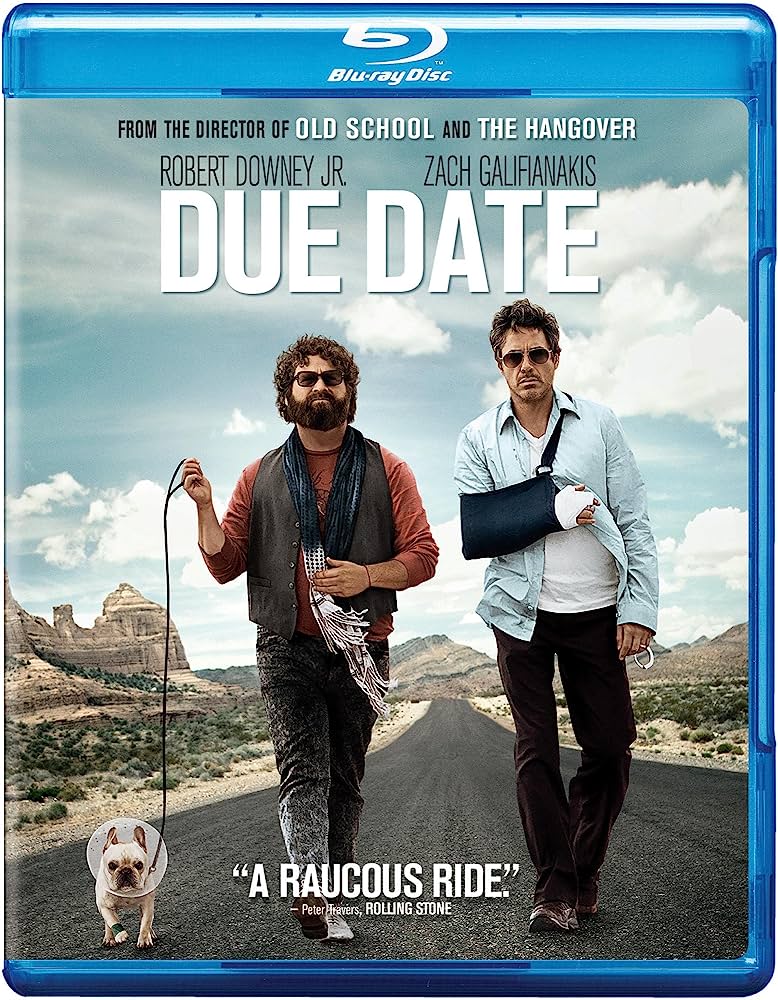 Blu-ray Disc™
FROM THE DIRECTOR OF OLD SCHOOL AND THE HANGOVER
ROBERT DOWNEY JR. ZACH GALIFIANAKIS
DUE DATE
“A RAUCOUS RIDE.”
– Peter Travers, ROLLING STONE